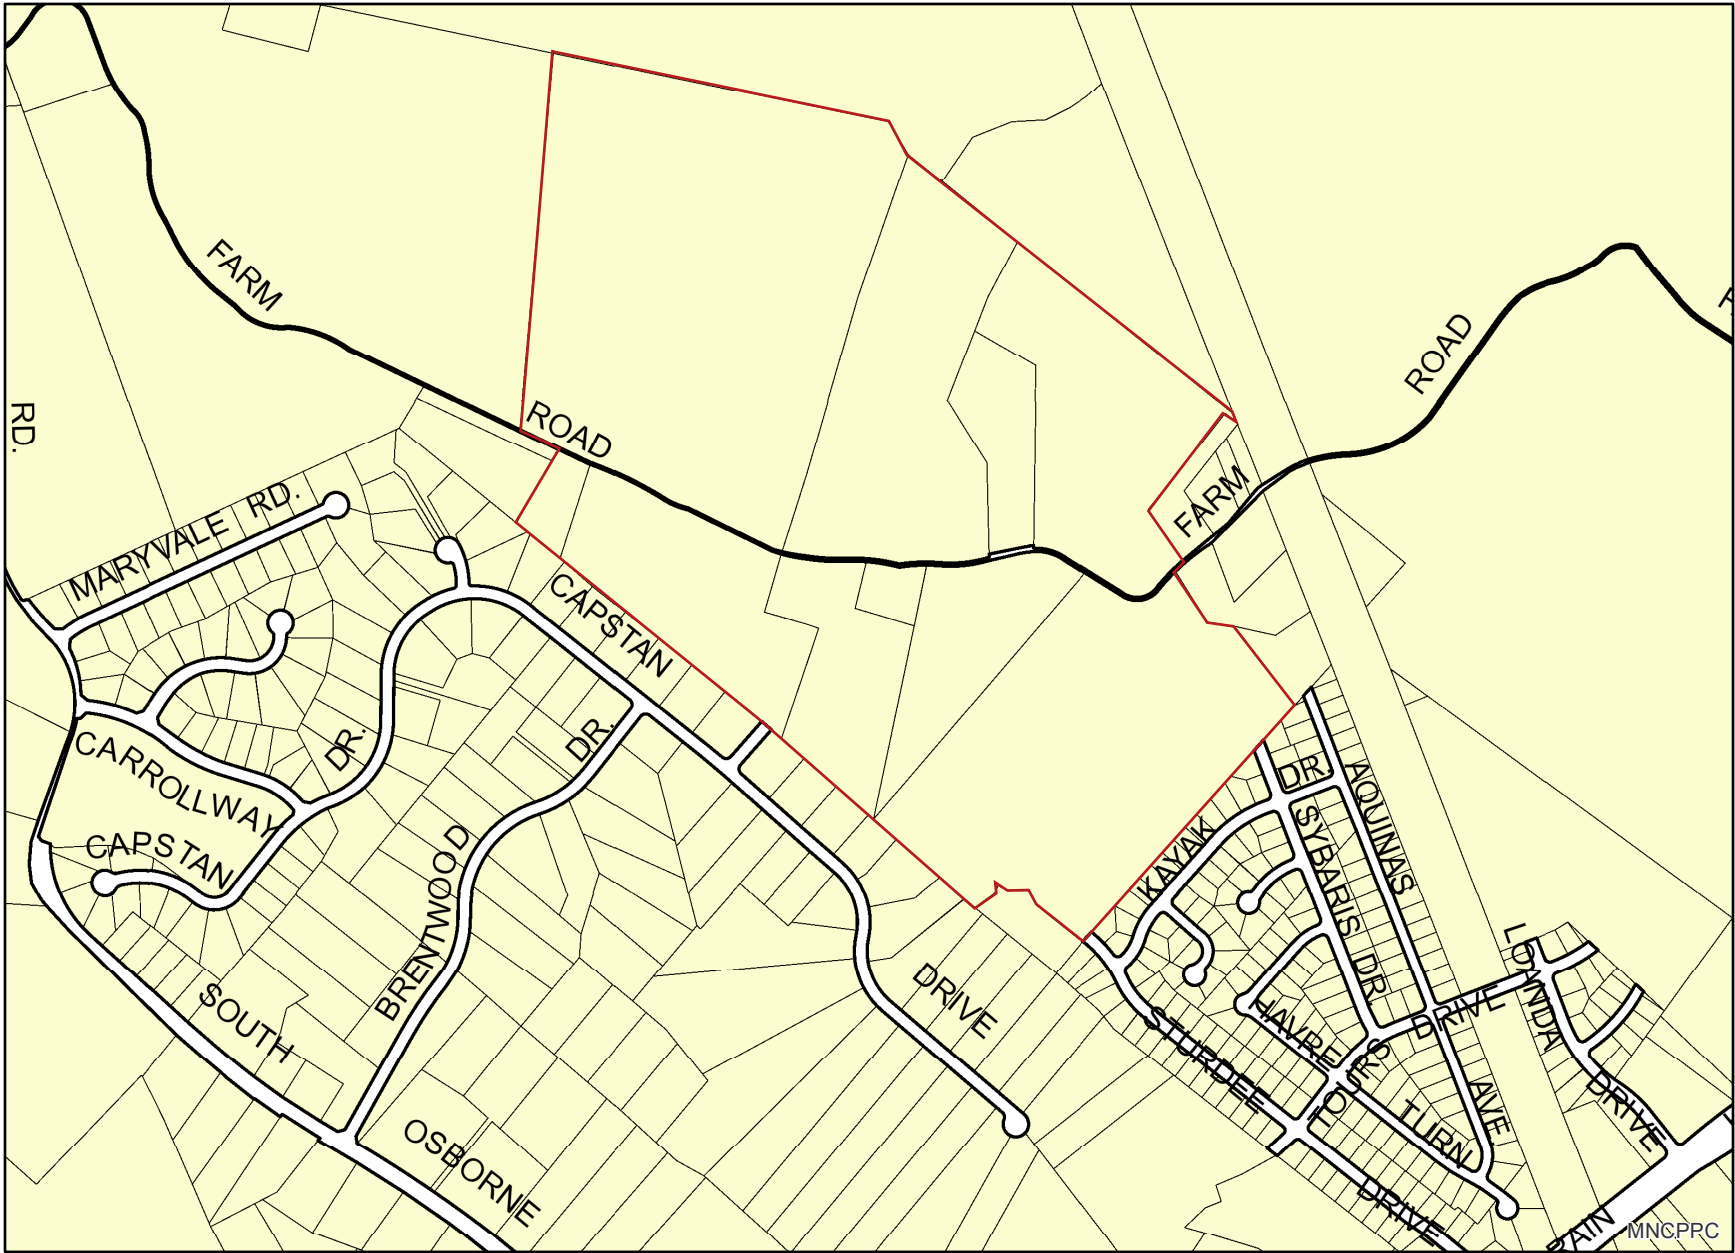 FARM
ROAD
RD.
ROAD
FARM
MARYVALE RD.
CAPSTAN
DR.
DR.
CARROLLWAY
CAPSTAN
BRENTWOOD
SOUTH
OSBORNE
DRIVE
KAYAK
DR.
SYBARIS DR.
AQUINAS
AVE
HAVRE
TURN
STURDEE
DRIVE
DRIVE
LOANDA
DRIVE
MNCPPC